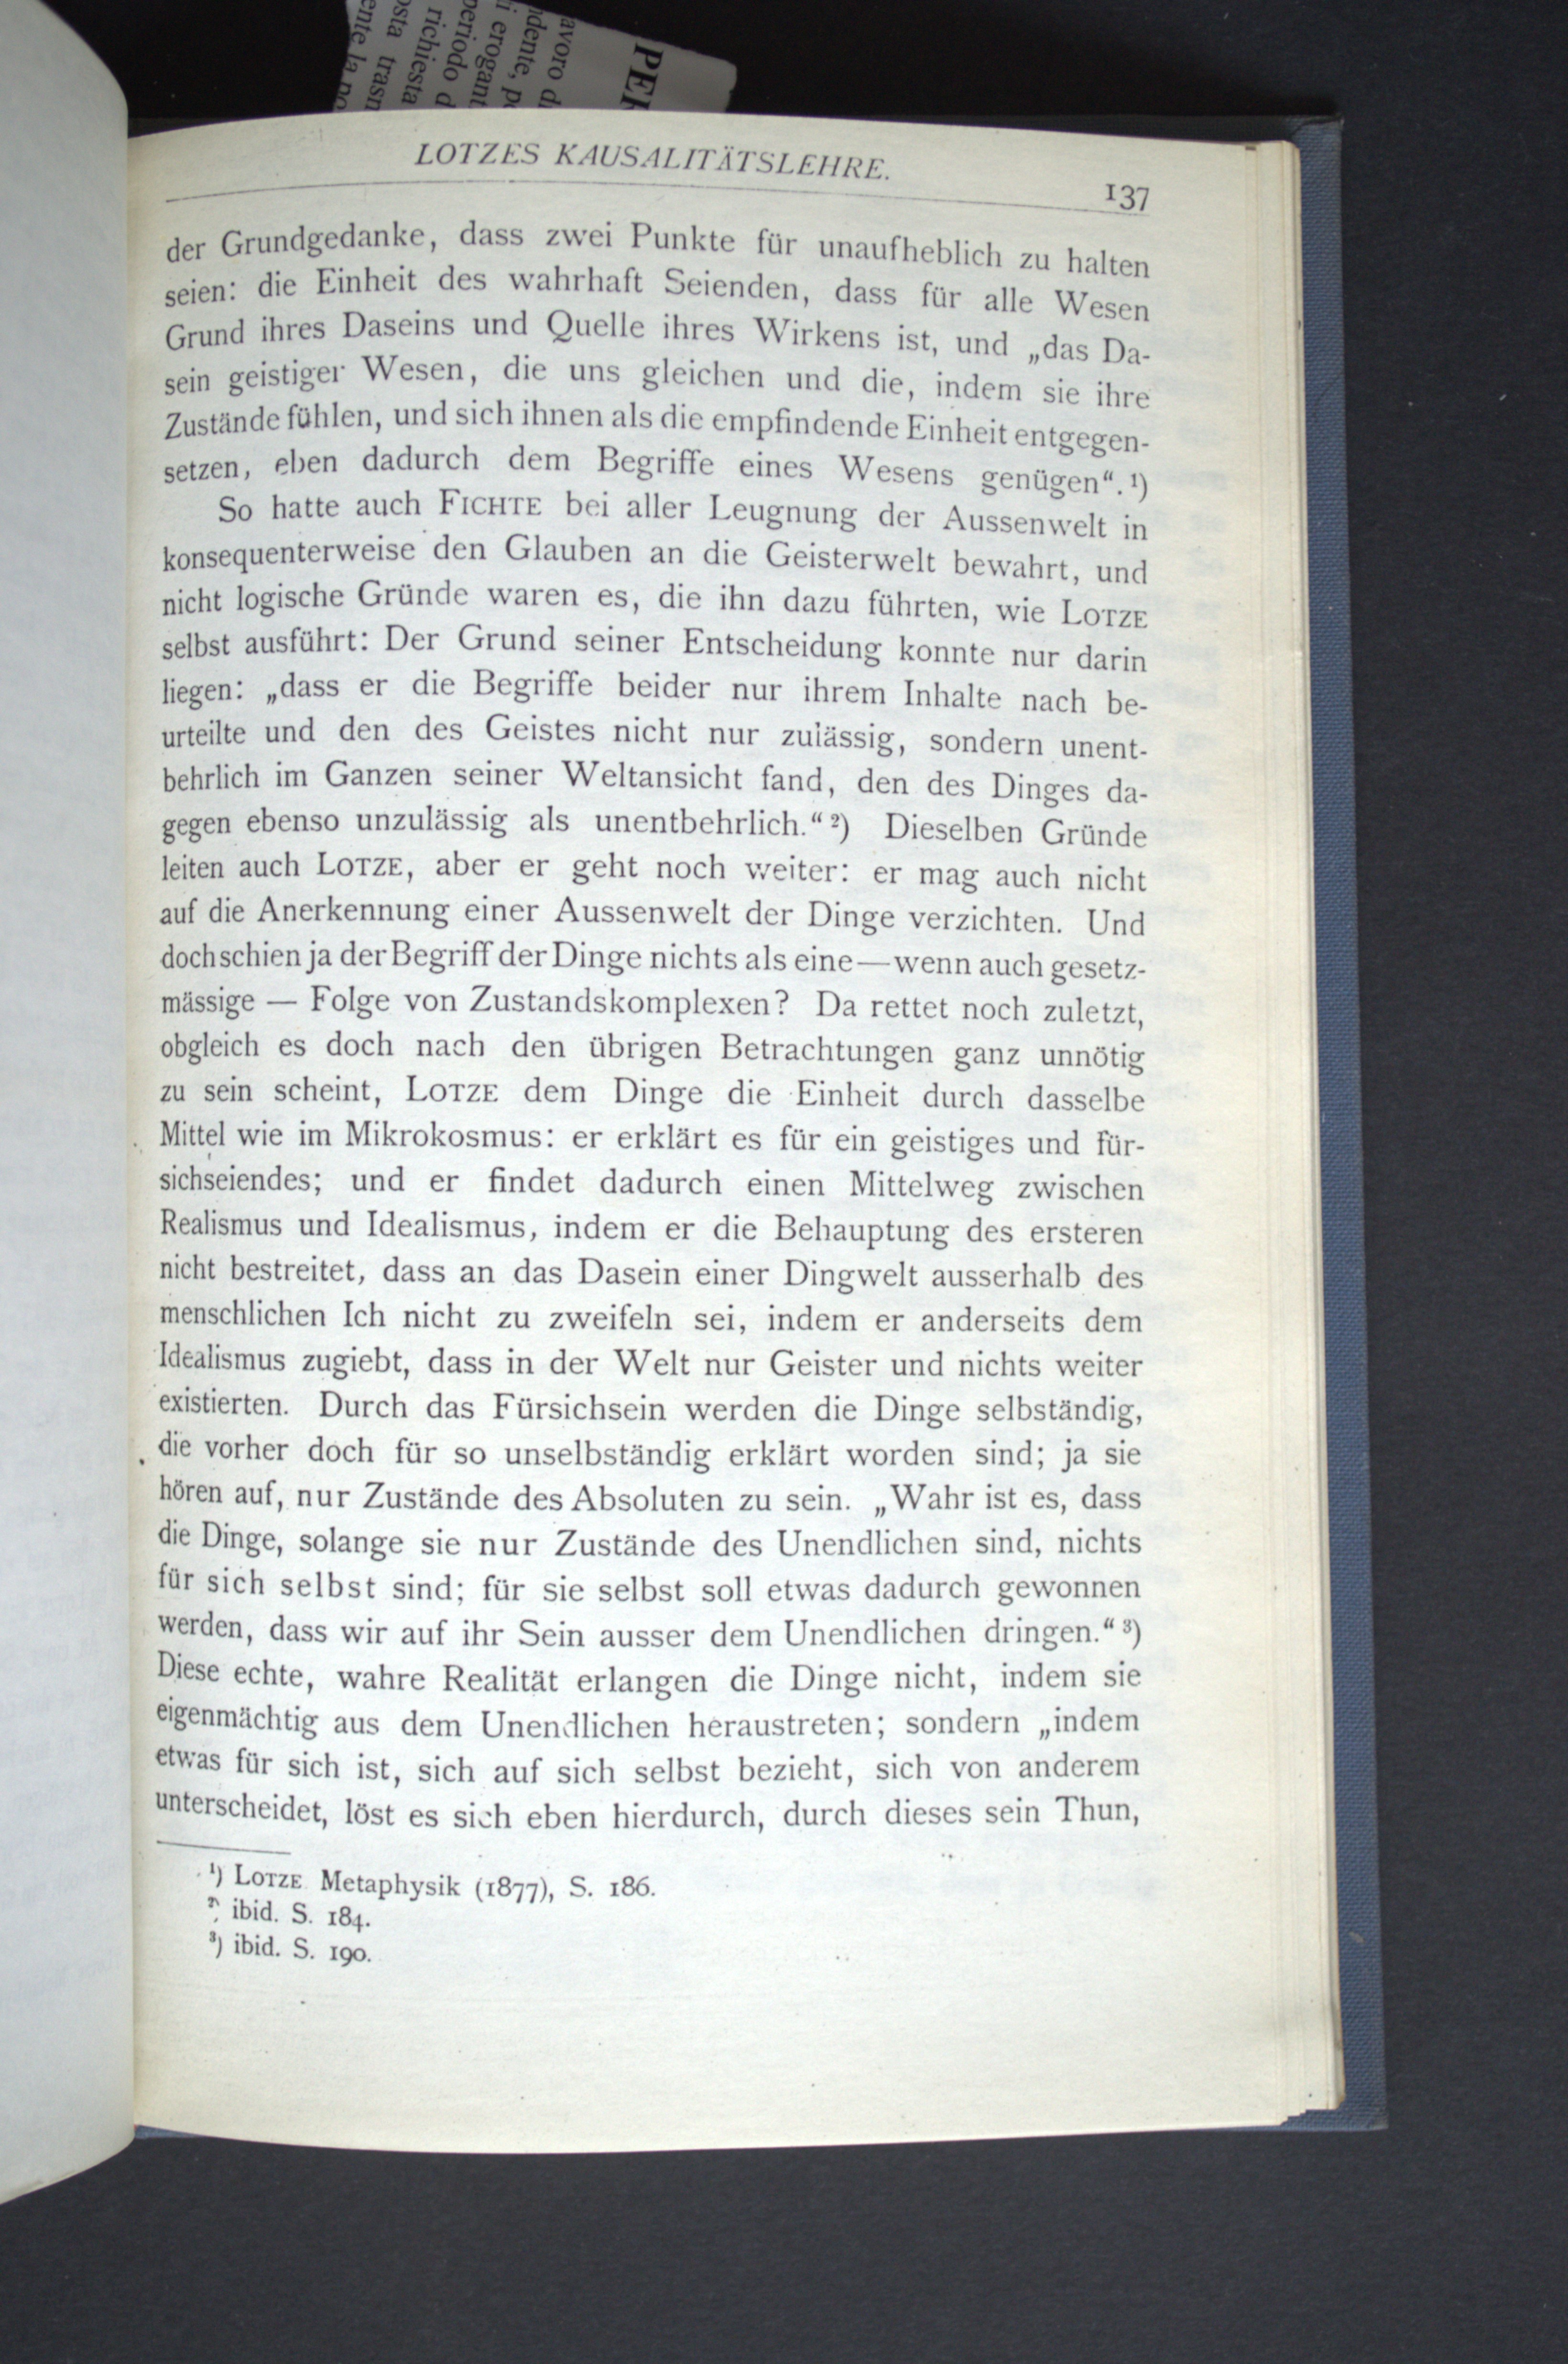 LOTZES KAUSALITÄTSLEHRE.
137
der Grundgedanke, dass zwei Punkte für unaufheblich zu halten
seien: die Einheit des wahrhaft Seienden, dass für alle Wesen
Grund ihres Daseins und Quelle ihres Wirkens ist, und „das Da-
sein geistiger Wesen, die uns gleichen und die, indem sie ihre
Zustände fühlen, und sich ihnen als die empfindende Einheit entgegen-
setzen, eben dadurch dem Begriffe eines Wesens genügen“.¹)
So hatte auch FICHTE bei aller Leugnung der Aussenwelt in
konsequenterweise den Glauben an die Geisterwelt bewahrt, und
nicht logische Gründe waren es, die ihn dazu führten, wie LOTZE
selbst ausführt: Der Grund seiner Entscheidung konnte nur darin
liegen: „dass er die Begriffe beider nur ihrem Inhalte nach be-
urteilte und den des Geistes nicht nur zulässig, sondern unent-
behrlich im Ganzen seiner Weltansicht fand, den des Dinges da-
gegen ebenso unzulässig als unentbehrlich.“²) Dieselben Gründe
leiten auch LOTZE, aber er geht noch weiter: er mag auch nicht
auf die Anerkennung einer Aussenwelt der Dinge verzichten. Und
doch schien ja der Begriff der Dinge nichts als eine—wenn auch gesetz-
mässige — Folge von Zustandskomplexen? Da rettet noch zuletzt,
obgleich es doch nach den übrigen Betrachtungen ganz unnötig
zu sein scheint, LOTZE dem Dinge die Einheit durch dasselbe
Mittel wie im Mikrokosmus: er erklärt es für ein geistiges und für-
sichseiendes; und er findet dadurch einen Mittelweg zwischen
Realismus und Idealismus, indem er die Behauptung des ersteren
nicht bestreitet, dass an das Dasein einer Dingwelt ausserhalb des
menschlichen Ich nicht zu zweifeln sei, indem er anderseits dem
Idealismus zugiebt, dass in der Welt nur Geister und nichts weiter
existierten. Durch das Fürsichsein werden die Dinge selbständig,
die vorher doch für so unselbständig erklärt worden sind; ja sie
hören auf, nur Zustände des Absoluten zu sein. „Wahr ist es, dass
die Dinge, solange sie nur Zustände des Unendlichen sind, nichts
für sich selbst sind; für sie selbst soll etwas dadurch gewonnen
werden, dass wir auf ihr Sein ausser dem Unendlichen dringen.“³)
Diese echte, wahre Realität erlangen die Dinge nicht, indem sie
eigenmächtig aus dem Unendlichen heraustreten; sondern „indem
etwas für sich ist, sich auf sich selbst bezieht, sich von anderem
unterscheidet, löst es sich eben hierdurch, durch dieses sein Thun,
¹) LOTZE Metaphysik (1877), S. 186.
²) ibid. S. 184.
³) ibid. S. 190.